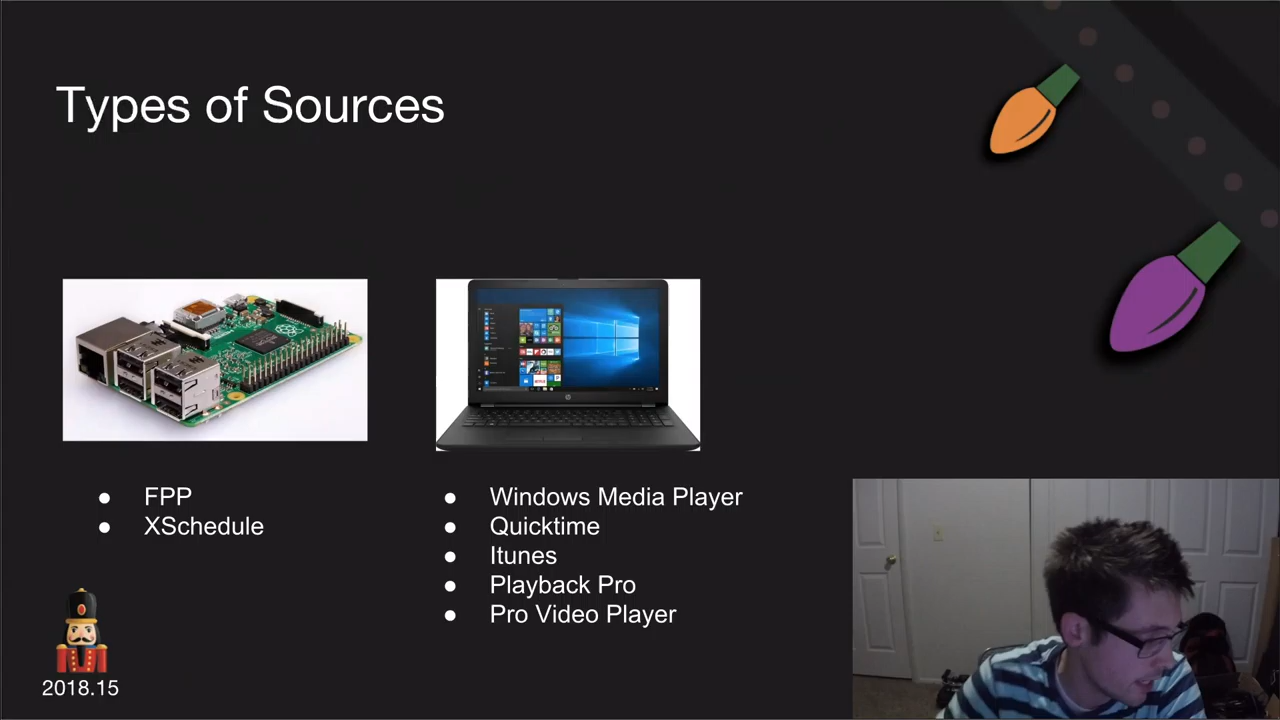 Types of Sources
FPP
XSchedule
Windows Media Player
Quicktime
Itunes
Playback Pro
Pro Video Player
2018.15